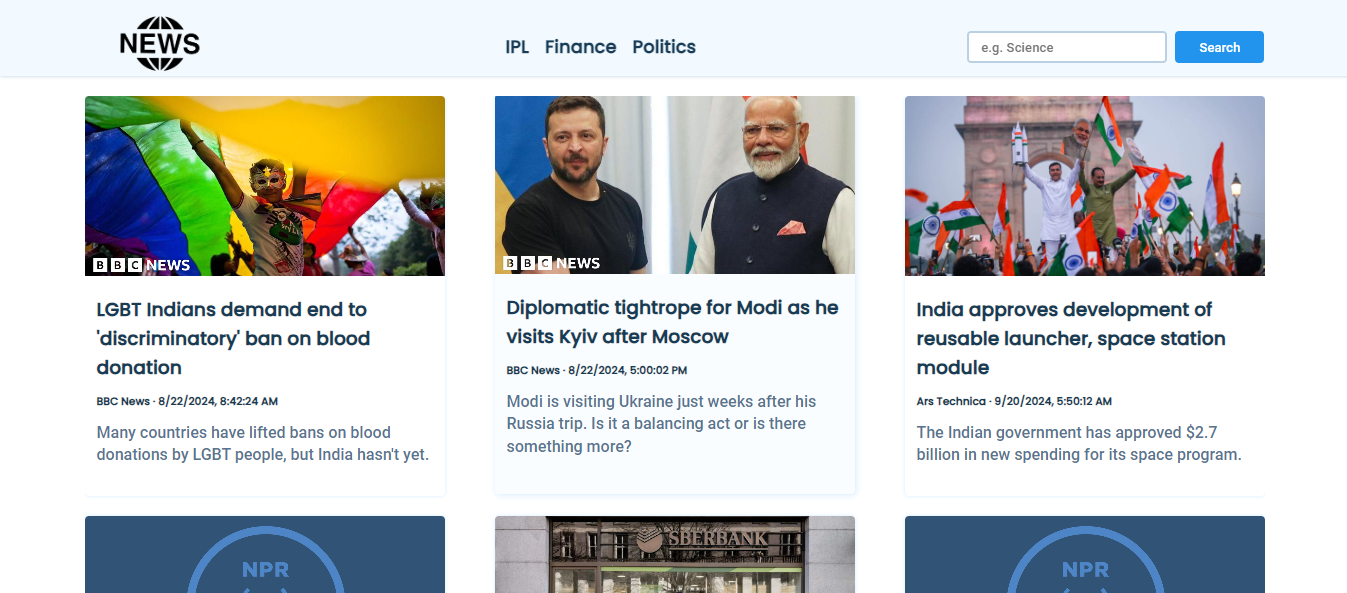 NEWS
IPL Finance Politics
e.g. Science
Search
BBC NEWS
BBC NEWS
LGBT Indians demand end to
'discriminatory' ban on blood
donation
BBC News · 8/22/2024, 8:42:24 AM
Many countries have lifted bans on blood
donations by LGBT people, but India hasn't yet.
Diplomatic tightrope for Modi as he
visits Kyiv after Moscow
BBC News · 8/22/2024, 5:00:02 PM
Modi is visiting Ukraine just weeks after his
Russia trip. Is it a balancing act or is there
something more?
India approves development of
reusable launcher, space station
module
Ars Technica · 9/20/2024, 5:50:12 AM
The Indian government has approved $2.7
billion in new spending for its space program.
NPR
SBERBANK
NPR